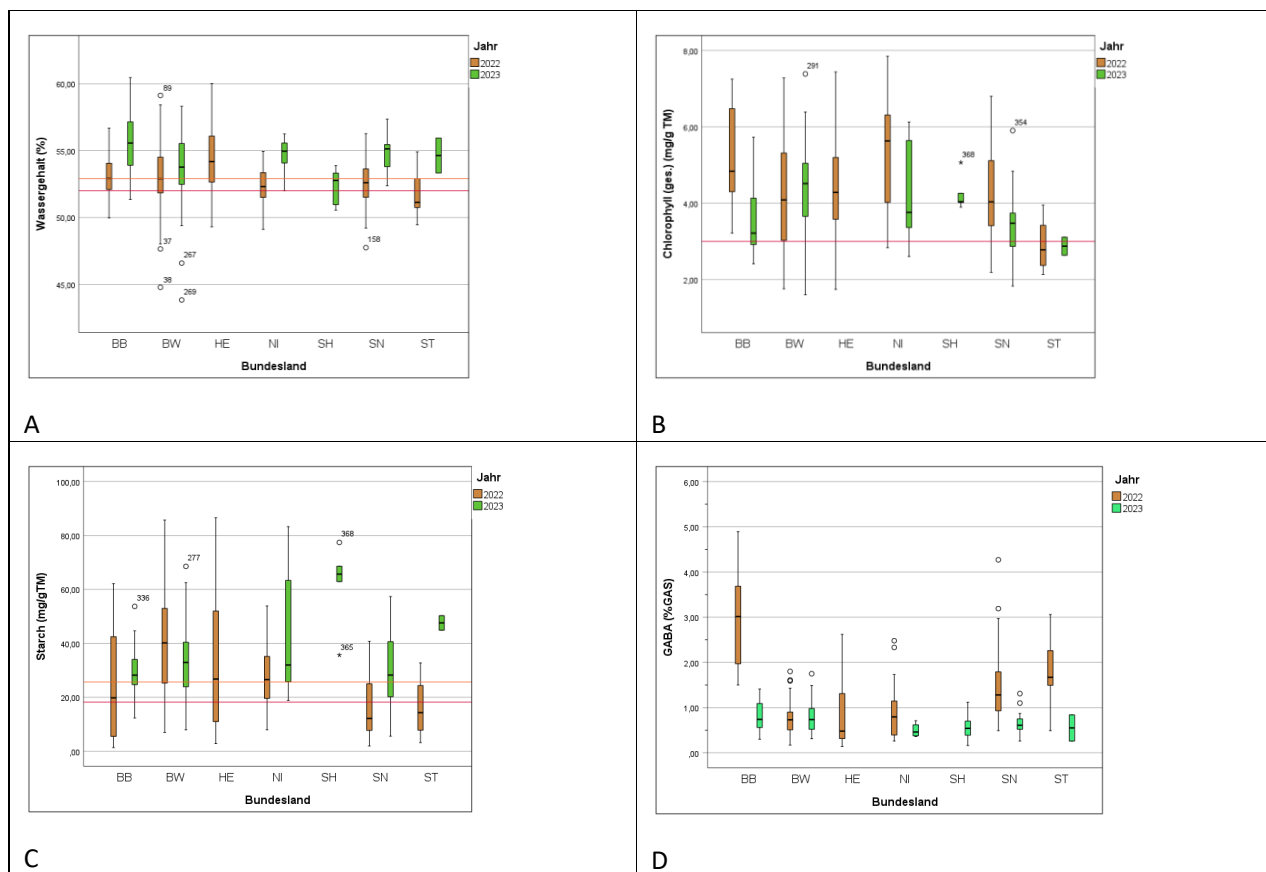 Jahr
2022
2023
60,00
55,00
50,00
45,00
Wassergehalt (%)
89
37
38
267
269
158
BB BW HE NI SH SN ST
Bundesland
A
Jahr
2022
2023
8,00
6,00
4,00
2,00
Chlorophyll (ges.) (mg/g TM)
291
368
354
BB BW HE NI SH SN ST
Bundesland
B
Jahr
2022
2023
100,00
80,00
60,00
40,00
20,00
,00
Starch (mg/gTM)
336
277
368
365
BB BW HE NI SH SN ST
Bundesland
C
Jahr
2022
2023
6,00
5,00
4,00
3,00
2,00
1,00
,00
GABA (%GAS)
BB BW HE NI SH SN ST
Bundesland
D